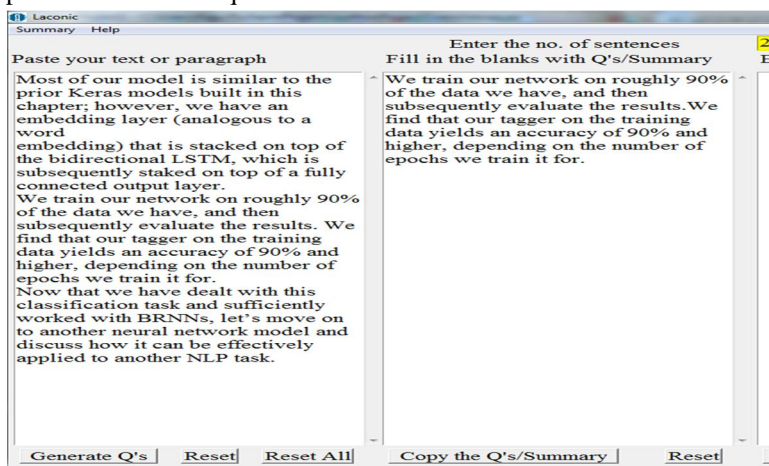 Laconic
Summary Help
Enter the no. of sentences
2
Paste your text or paragraph
Fill in the blanks with Q's/Summary
Most of our model is similar to the
prior Keras models built in this
chapter; however, we have an
embedding layer (analogous to a
word
embedding) that is stacked on top of
the bidirectional LSTM, which is
subsequently staked on top of a fully
connected output layer.
We train our network on roughly 90%
of the data we have, and then
subsequently evaluate the results. We
find that our tagger on the training
data yields an accuracy of 90% and
higher, depending on the number of
epochs we train it for.
Now that we have dealt with this
classification task and sufficiently
worked with BRNNs, let's move on
to another neural network model and
discuss how it can be effectively
applied to another NLP task.
We train our network on roughly 90%
of the data we have, and then
subsequently evaluate the results.We
find that our tagger on the training
data yields an accuracy of 90% and
higher, depending on the number of
epochs we train it for.
Generate Q's Reset Reset All Copy the Q's/Summary Reset